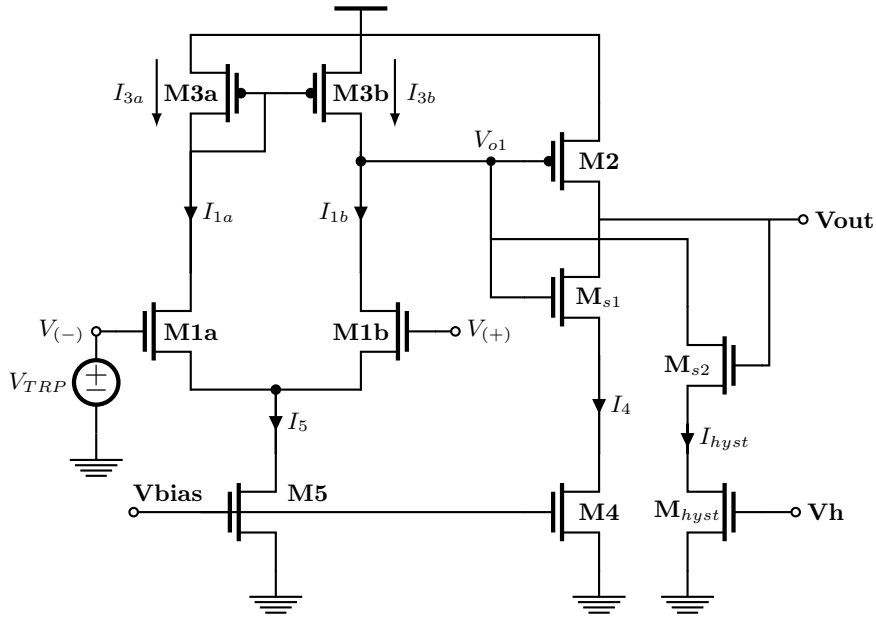 I3a
M3a
M3b
I3b
Vo1
M2
I1a
I1b
Vout
Ms1
V(−)
M1a
M1b
V(+)
Ms2
VTRP
I5
I4
Ihyst
Vbias
M5
M4
Mhyst
Vh